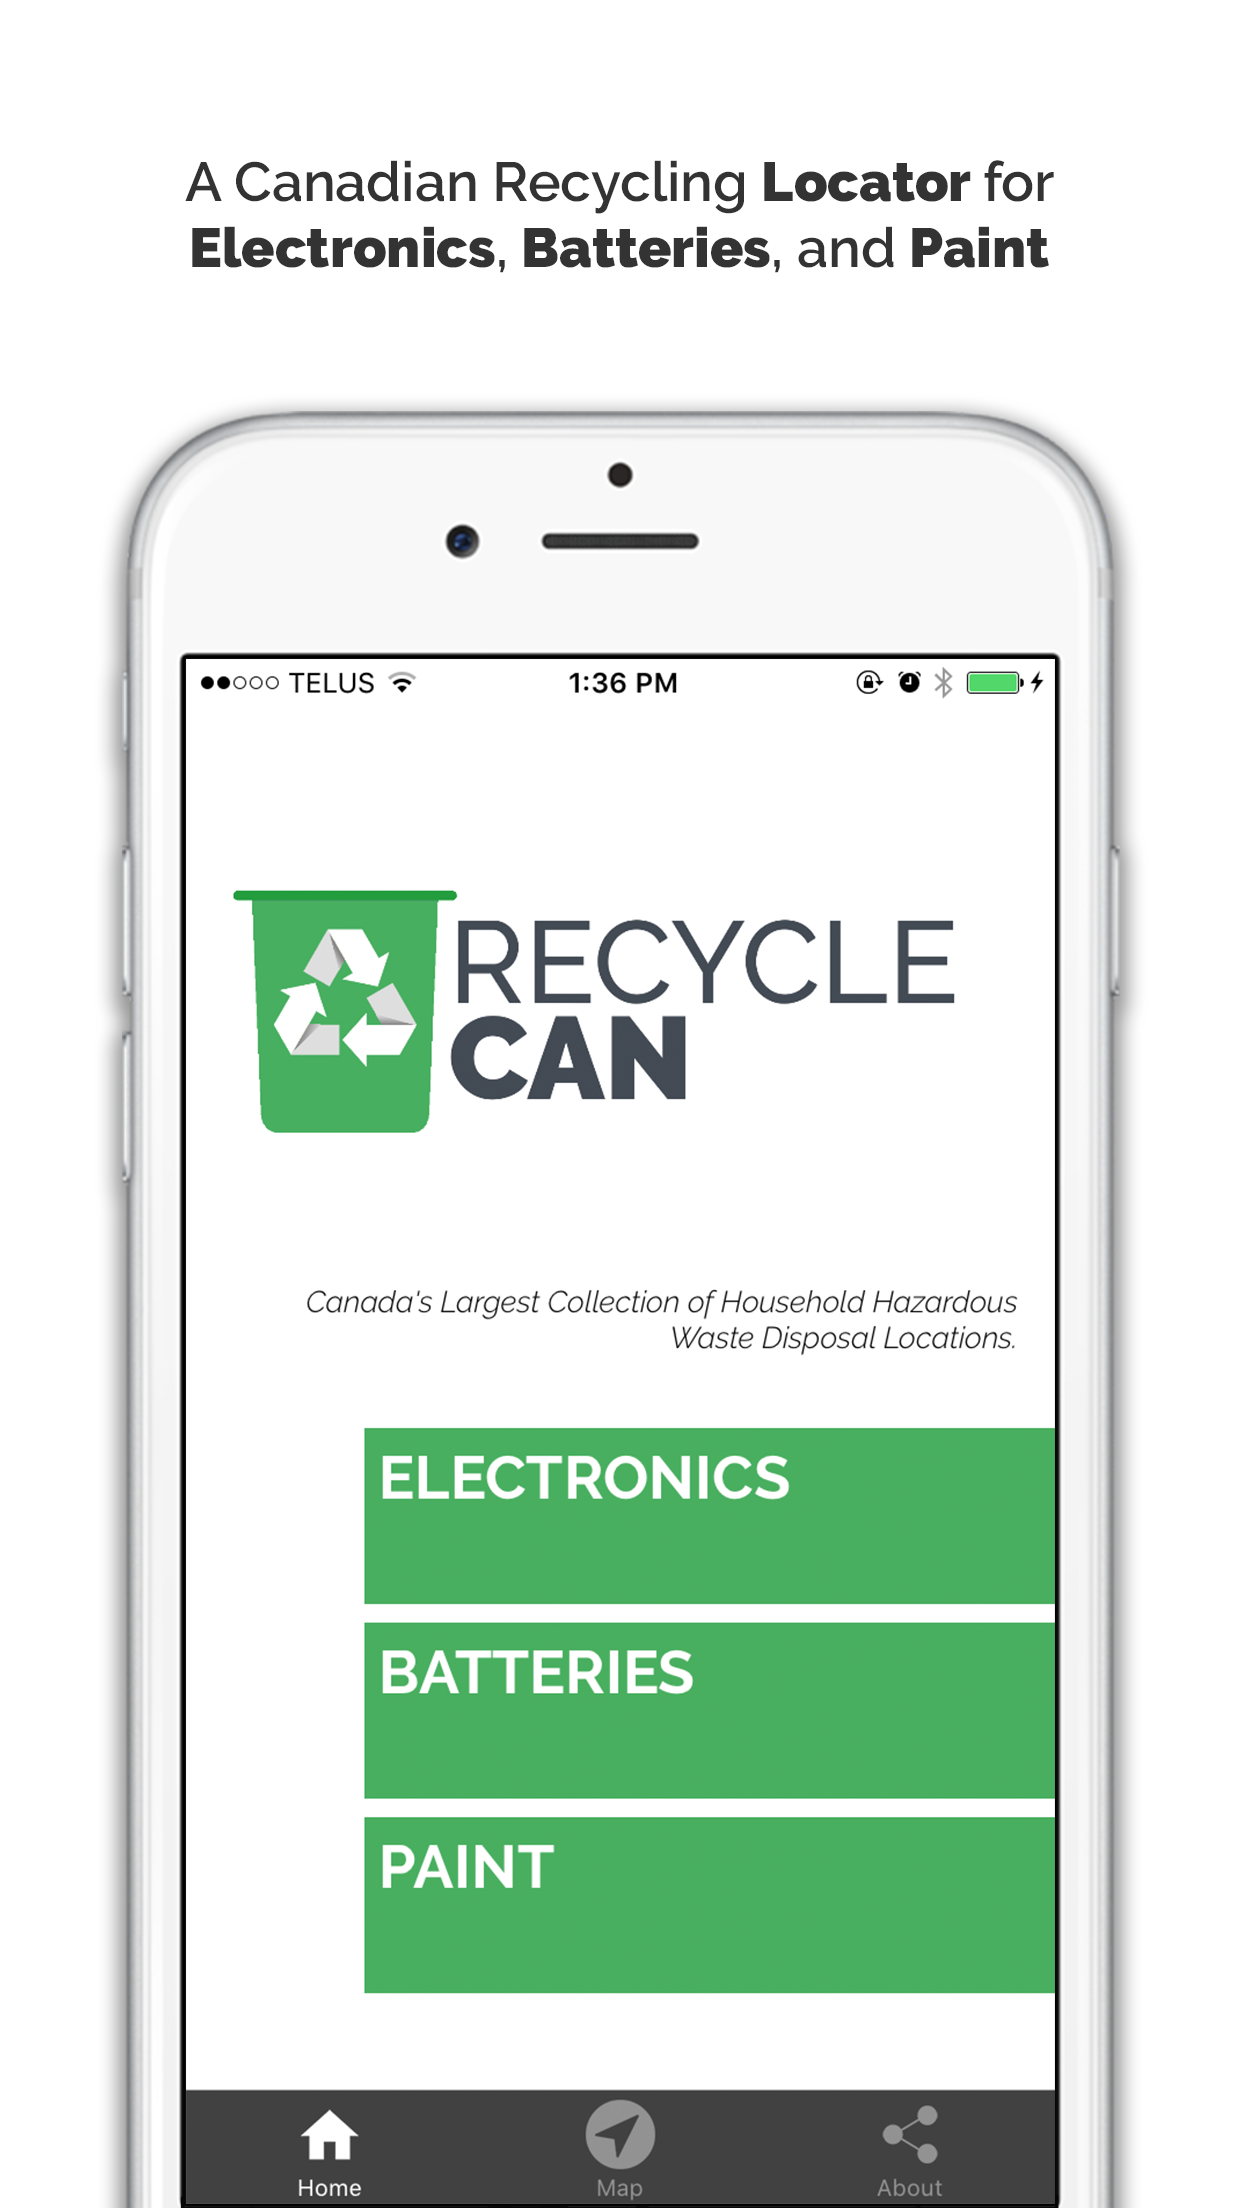 A Canadian Recycling Locator for
Electronics, Batteries, and Paint
TELUS 1:36 PM
RECYCLE
CAN
Canada's Largest Collection of Household Hazardous
Waste Disposal Locations.
ELECTRONICS
BATTERIES
PAINT
Home Map About